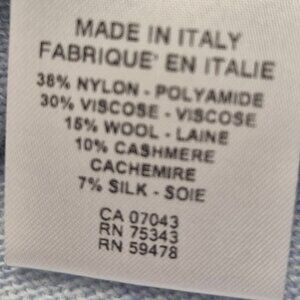 MADE IN ITALY
FABRIQUE' EN ITALIE
38% NYLON - POLYAMIDE
30% VISCOSE - VISCOSE
15% WOOL - LAINE
10% CASHMERE
CACHEMIRE
7% SILK - SOIE
CA 07043
RN 75343
RN 59478